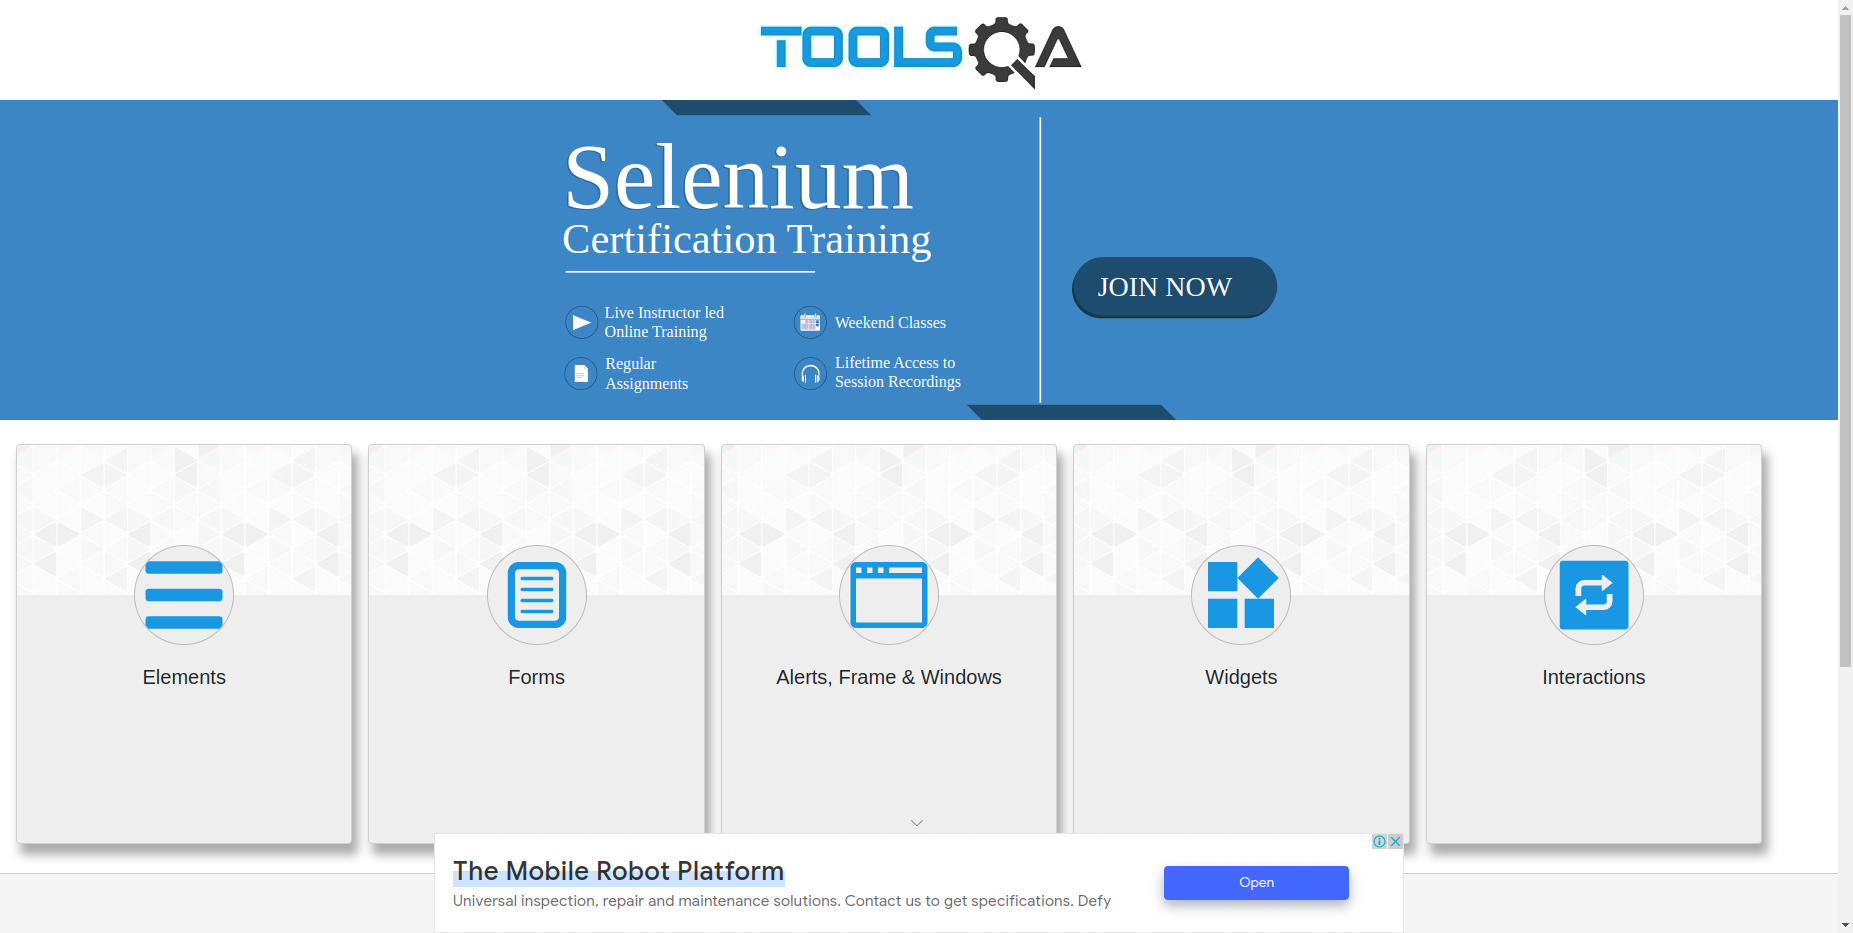 TOOLSQA
Selenium
Certification Training
JOIN NOW
Live Instructor led
Online Training
Weekend Classes
Regular
Assignments
Lifetime Access to
Session Recordings
Elements
Forms
Alerts, Frame & Windows
Widgets
Interactions
The Mobile Robot Platform
Universal inspection, repair and maintenance solutions. Contact us to get specifications. Defy
Open